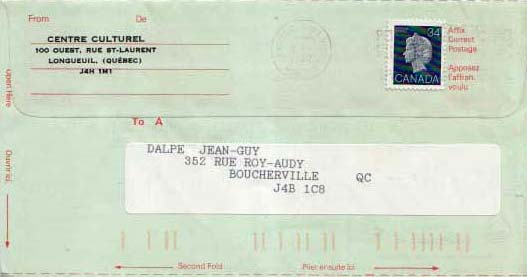 From De
CENTRE CULTUREL
100 OUEST, RUE ST-LAURENT
LONGUEUIL, (QUÉBEC)
J4H 1M1
34
CANADA
Affix
Correct
Postage
Apposez
l'affran.
voulu
Open Here
Ouvrir ici
To A
DALPE JEAN-GUY
352 RUE ROY-AUDY
BOUCHERVILLE QC
J4B 1C8
Second Fold Plier ensuite ici